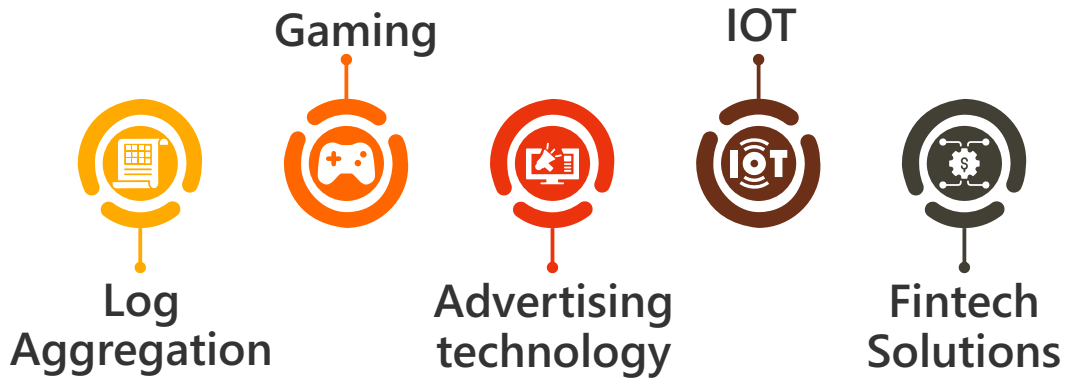 Gaming
IOT
IOT
$
Log
Aggregation
Advertising
technology
Fintech
Solutions